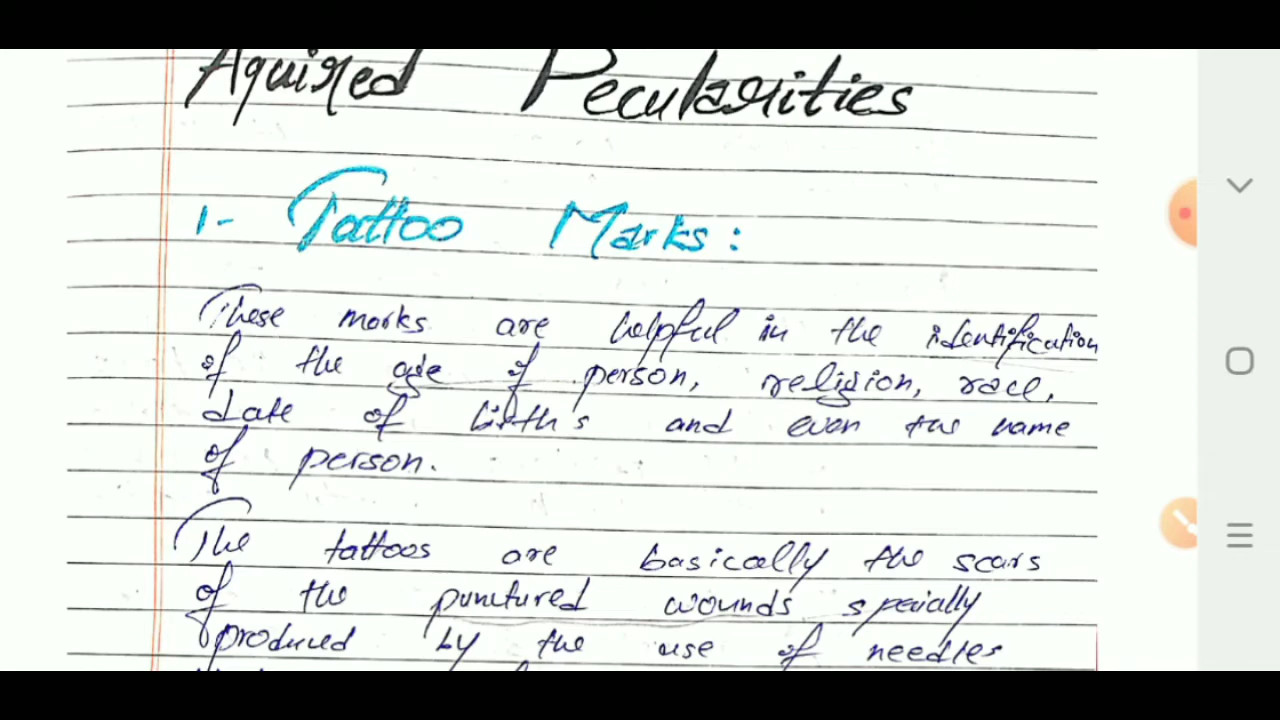 Aquired Pecularities
1- Tattoo Marks:
These marks are helpful in the identification
of the age of person, religion, race,
date of birth's and even the name
of person.
The tattoos are basically the scars
of the punctured wounds spcially
produced by the use of needles